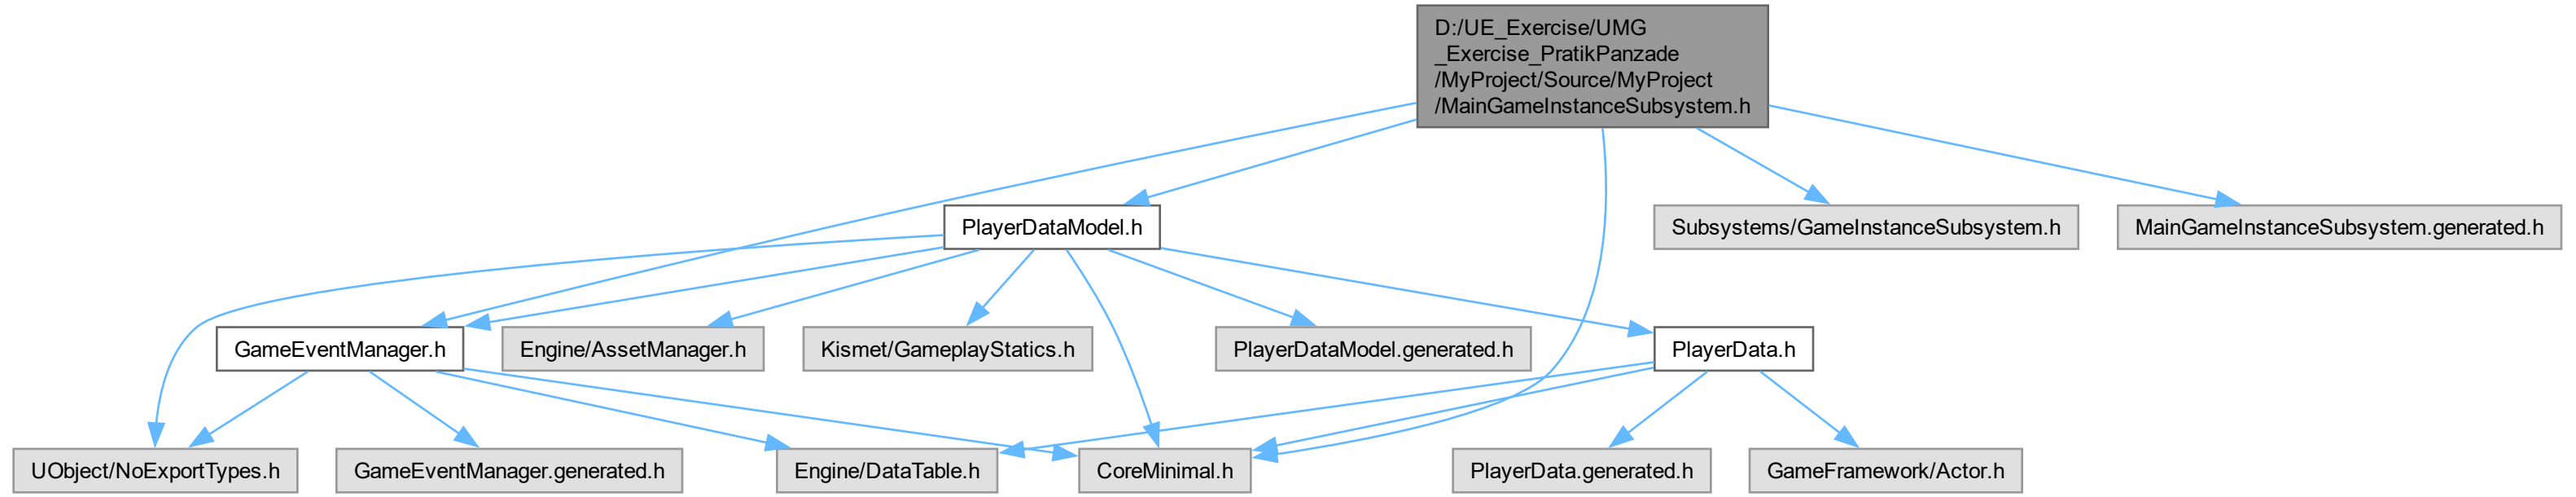 D:/UE_Exercise/UMG
_Exercise_PratikPanzade
/MyProject/Source/MyProject
/MainGameInstanceSubsystem.h
PlayerDataModel.h
Subsystems/GameInstanceSubsystem.h
MainGameInstanceSubsystem.generated.h
GameEventManager.h
Engine/AssetManager.h
Kismet/GameplayStatics.h
PlayerDataModel.generated.h
PlayerData.h
UObject/NoExportTypes.h
GameEventManager.generated.h
Engine/DataTable.h
CoreMinimal.h
PlayerData.generated.h
GameFramework/Actor.h